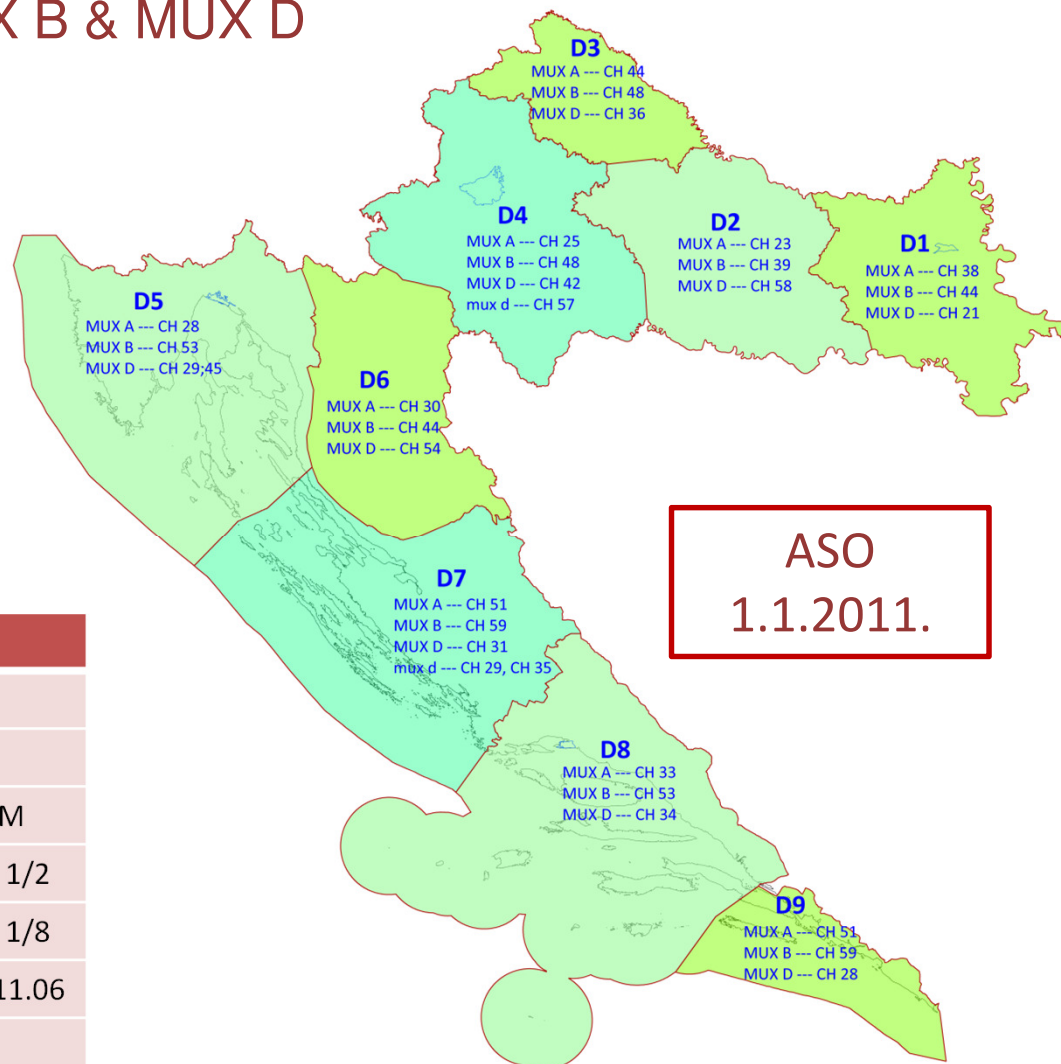 X B & MUX D
D3
MUX A --- CH 44
MUX B --- CH 48
MUX D --- CH 36
D4
MUX A --- CH 25
MUX B --- CH 48
MUX D --- CH 42
mux d --- CH 57
D2
MUX A --- CH 23
MUX B --- CH 39
MUX D --- CH 58
D1
MUX A --- CH 38
MUX B --- CH 44
MUX D --- CH 21
D5
MUX A --- CH 28
MUX B --- CH 53
MUX D --- CH 29;45
D6
MUX A --- CH 30
MUX B --- CH 44
MUX D --- CH 54
ASO
1.1.2011.
D7
MUX A --- CH 51
MUX B --- CH 59
MUX D --- CH 31
mux d --- CH 29, CH 35
D8
MUX A --- CH 33
MUX B --- CH 53
MUX D --- CH 34
D9
MUX A --- CH 51
MUX B --- CH 59
MUX D --- CH 28
M
1/2
1/8
11.06